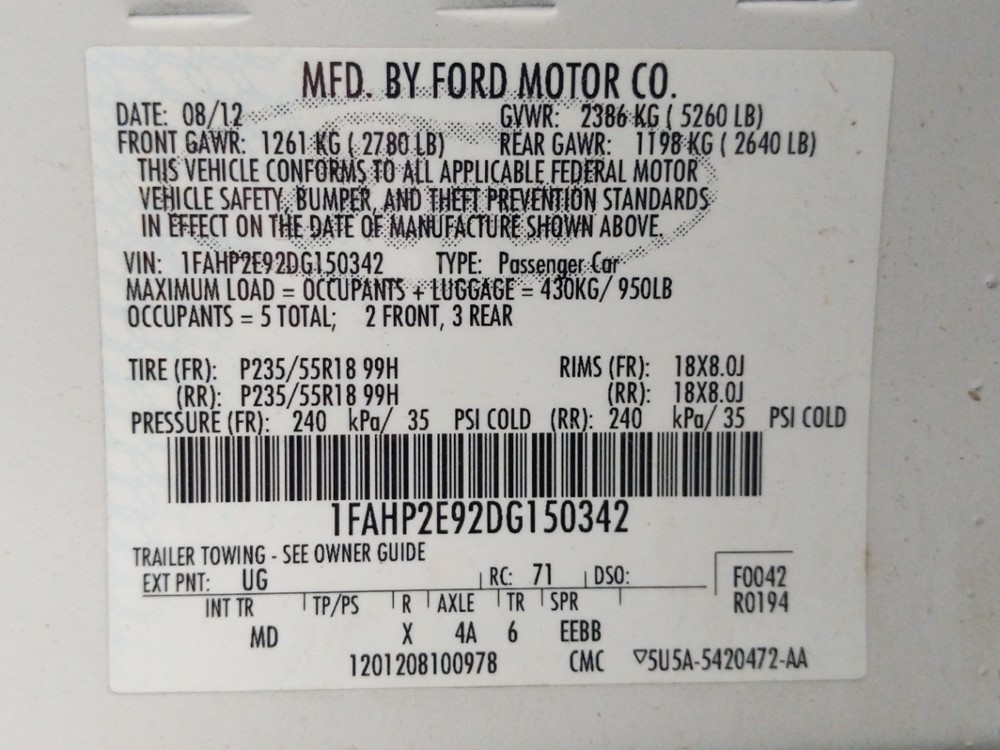 MFD. BY FORD MOTOR CO.
DATE: 08/12 GVWR: 2386 KG ( 5260 LB)
FRONT GAWR: 1261 KG ( 2780 LB) REAR GAWR: 1198 KG ( 2640 LB)
THIS VEHICLE CONFORMS TO ALL APPLICABLE FEDERAL MOTOR
VEHICLE SAFETY, BUMPER, AND THEFT PREVENTION STANDARDS
IN EFFECT ON THE DATE OF MANUFACTURE SHOWN ABOVE.
VIN: 1FAHP2E92DG150342 TYPE: Passenger Car
MAXIMUM LOAD = OCCUPANTS + LUGGAGE = 430KG/ 950LB
OCCUPANTS = 5 TOTAL; 2 FRONT, 3 REAR
TIRE (FR): P235/55R18 99H RIMS (FR): 18X8.0J
(RR): P235/55R18 99H (RR): 18X8.0J
PRESSURE (FR): 240 kPa/ 35 PSI COLD (RR): 240 kPa/ 35 PSI COLD
1FAHP2E92DG150342
TRAILER TOWING - SEE OWNER GUIDE
EXT PNT: UG RC: 71 DSO: F0042
INT TR TP/PS R AXLE TR SPR R0194
MD X 4A 6 EEBB
1201208100978 CMC ▽5U5A-5420472-AA